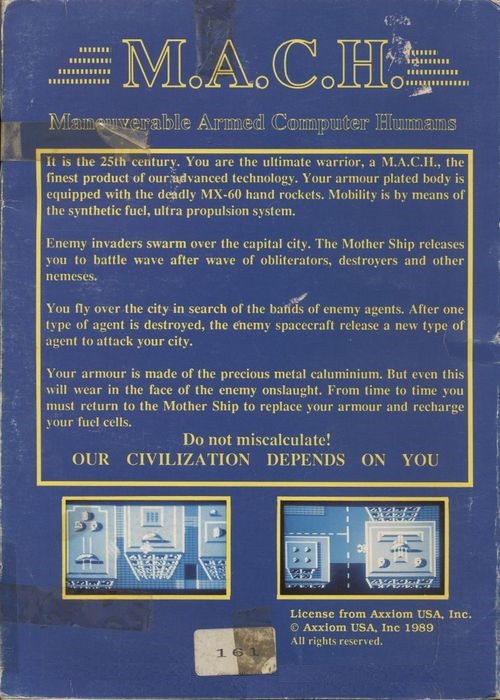 M.A.C.H.
Maneuverable Armed Computer Humans
It is the 25th century. You are the ultimate warrior, a M.A.C.H., the
finest product of our advanced technology. Your armour plated body is
equipped with the deadly MX-60 hand rockets. Mobility is by means of
the synthetic fuel, ultra propulsion system.
Enemy invaders swarm over the capital city. The Mother Ship releases
you to battle wave after wave of obliterators, destroyers and other
nemeses.
You fly over the city in search of the bands of enemy agents. After one
type of agent is destroyed, the enemy spacecraft release a new type of
agent to attack your city.
Your armour is made of the precious metal caluminium. But even this
will wear in the face of the enemy onslaught. From time to time you
must return to the Mother Ship to replace your armour and recharge
your fuel cells.
Do not miscalculate!
OUR CIVILIZATION DEPENDS ON YOU
License from Axxiom USA, Inc.
© Axxiom USA, Inc 1989
All rights reserved.
161